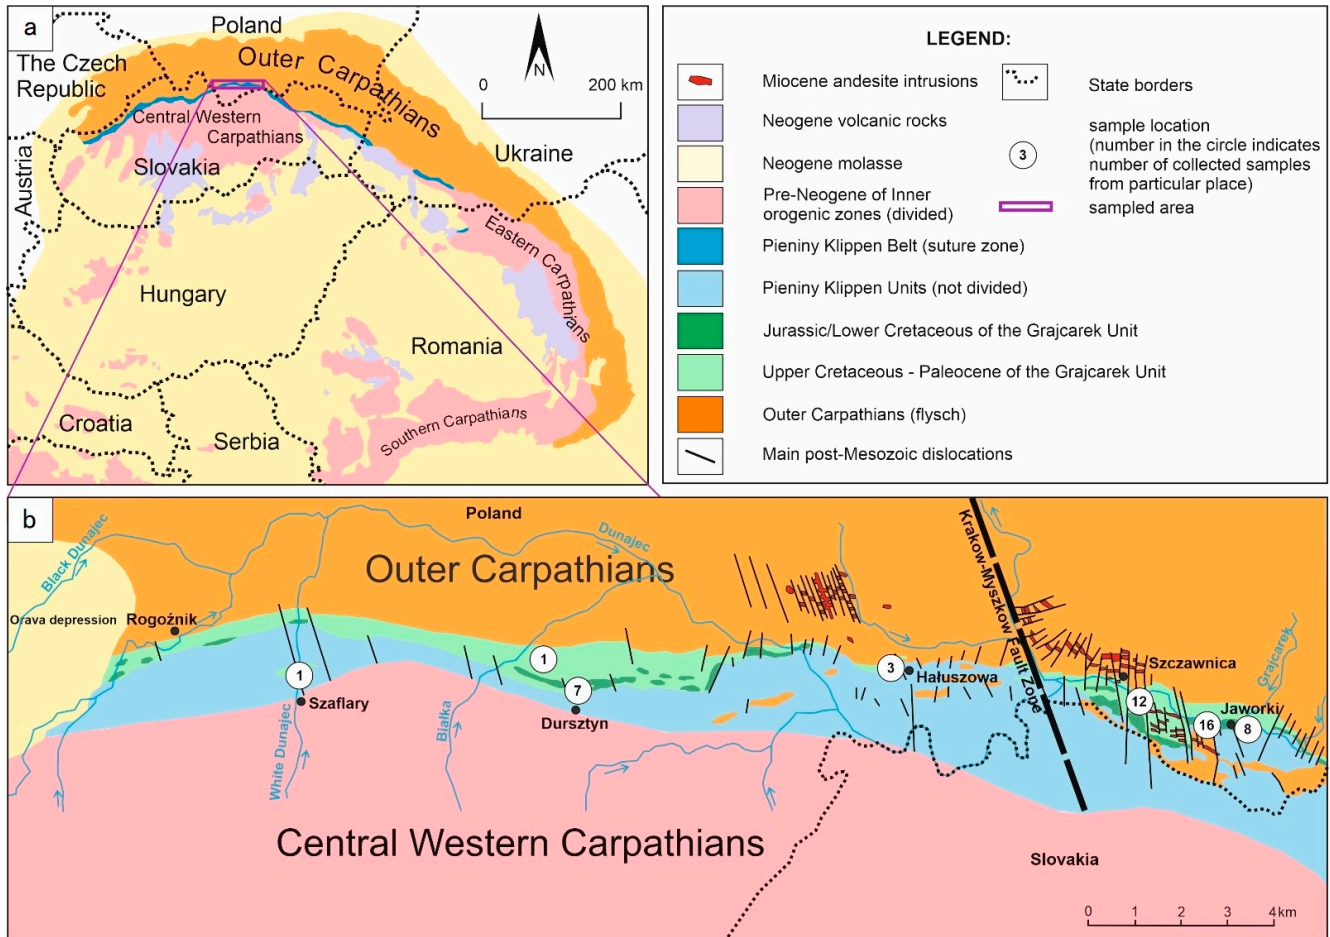 a
Poland
The Czech
Republic
Outer Carpathians
N
0 200 km
Central Western
Carpathians
Slovakia
Austria
Ukraine
Eastern Carpathians
Hungary
Romania
Croatia
Serbia
Southern Carpathians
LEGEND:
Miocene andesite intrusions
Neogene volcanic rocks
Neogene molasse
Pre-Neogene of Inner
orogenic zones (divided)
Pieniny Klippen Belt (suture zone)
Pieniny Klippen Units (not divided)
Jurassic/Lower Cretaceous of the Grajcarek Unit
Upper Cretaceous - Paleocene of the Grajcarek Unit
Outer Carpathians (flysch)
Main post-Mesozoic dislocations
State borders
3
sample location
(number in the circle indicates
number of collected samples
from particular place)
sampled area
b
Poland
Black Dunajec
Dunajec
Outer Carpathians
Krakow-Myszkow Fault Zone
Orava depression
Rogoźnik
1
Szaflary
White Dunajec
Białka
1
7
Dursztyn
3
Hałuszowa
Szczawnica
Grajcarek
12
16
Jaworki
8
Central Western Carpathians
Slovakia
0 1 2 3 4km